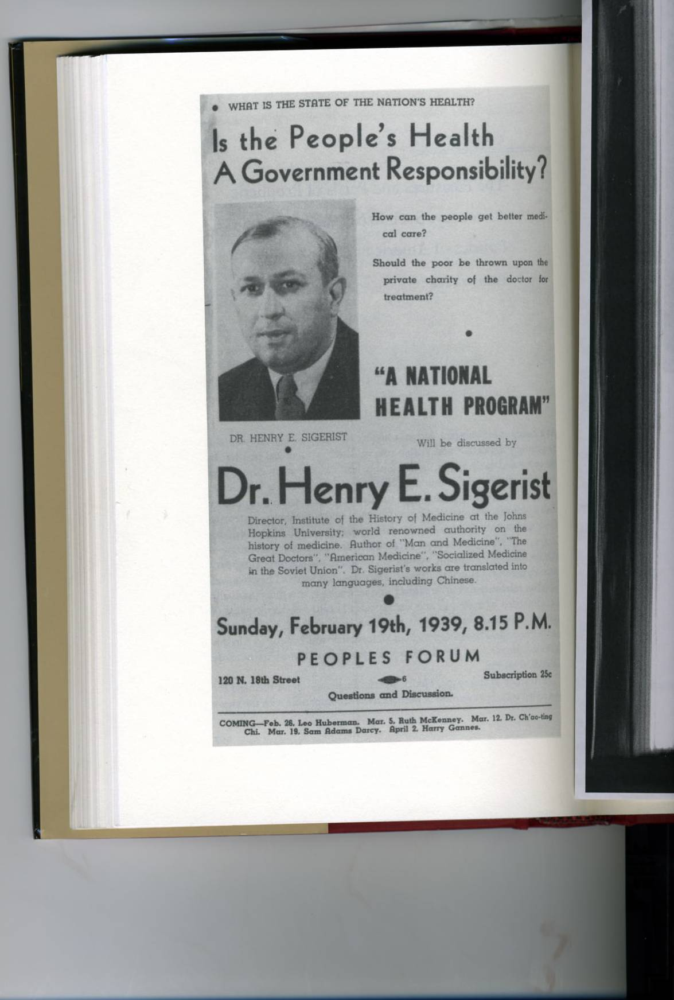 • WHAT IS THE STATE OF THE NATION'S HEALTH?
Is the People's Health
A Government Responsibility?
How can the people get better medi-
cal care?
Should the poor be thrown upon the
private charity of the doctor for
treatment?
•
"A NATIONAL
HEALTH PROGRAM"
DR. HENRY E. SIGERIST
•
Will be discussed by
Dr. Henry E. Sigerist
Director, Institute of the History of Medicine at the Johns
Hopkins University; world renowned authority on the
history of medicine. Author of "Man and Medicine", "The
Great Doctors", "American Medicine", "Socialized Medicine
in the Soviet Union". Dr. Sigerist's works are translated into
many languages, including Chinese.
•
Sunday, February 19th, 1939, 8.15 P.M.
PEOPLES FORUM
120 N. 18th Street 6 Subscription 25c
Questions and Discussion.
COMING—Feb. 26, Leo Huberman. Mar. 5, Ruth McKenney. Mar. 12, Dr. Ch'ao-ting
Chi. Mar. 19, Sam Adams Darcy. April 2, Harry Gannes.